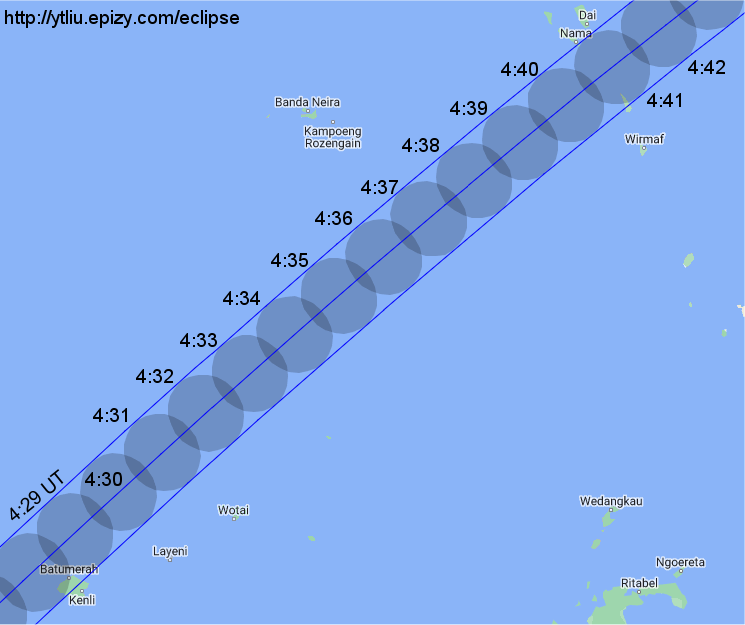 http://ytliu.epizy.com/eclipse
Dai
Nama
4:40
4:42
Banda Neira
4:39
4:41
Kampoeng
Rozengain
4:38
Wirmaf
4:37
4:36
4:35
4:34
4:33
4:32
4:31
4:30
4:29 UT
Wedangkau
Wotai
Layeni
Ngoereta
Batumerah
Ritabel
Kenli